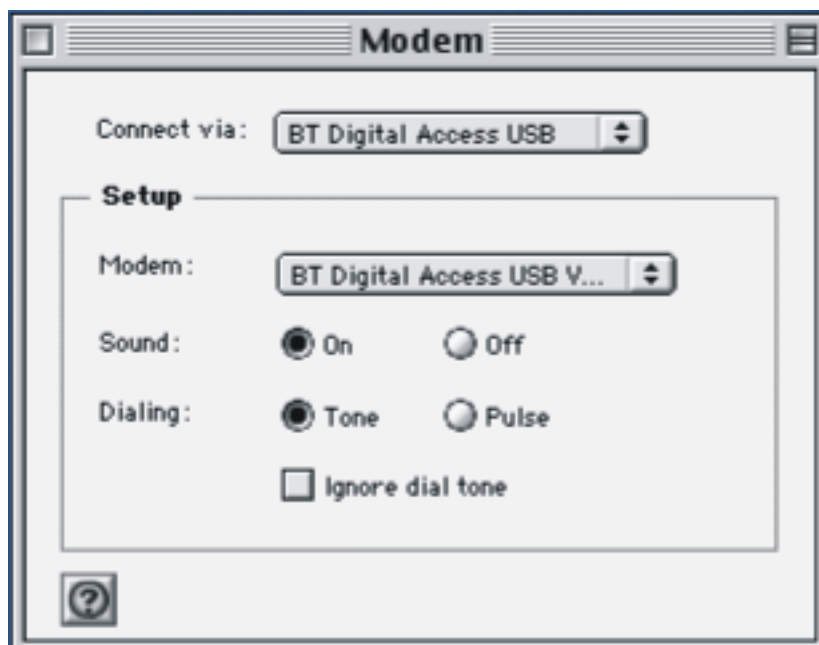 Modem
Connect via: BT Digital Access USB
Setup
Modem: BT Digital Access USB V...
Sound: On Off
Dialing: Tone Pulse
Ignore dial tone
?